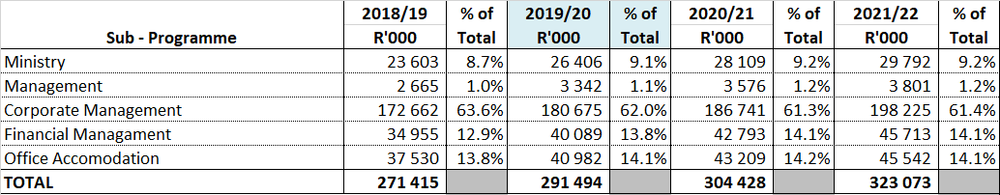 2018/19 % of 2019/20 % of 2020/21 % of 2021/22 % of
Sub - Programme R'000 Total R'000 Total R'000 Total R'000 Total
Ministry 23 603 8.7% 26 406 9.1% 28 109 9.2% 29 792 9.2%
Management 2 665 1.0% 3 342 1.1% 3 576 1.2% 3 801 1.2%
Corporate Management 172 662 63.6% 180 675 62.0% 186 741 61.3% 198 225 61.4%
Financial Managament 34 955 12.9% 40 089 13.8% 42 793 14.1% 45 713 14.1%
Office Accomodation 37 530 13.8% 40 982 14.1% 43 209 14.2% 45 542 14.1%
TOTAL 271 415 291 494 304 428 323 073